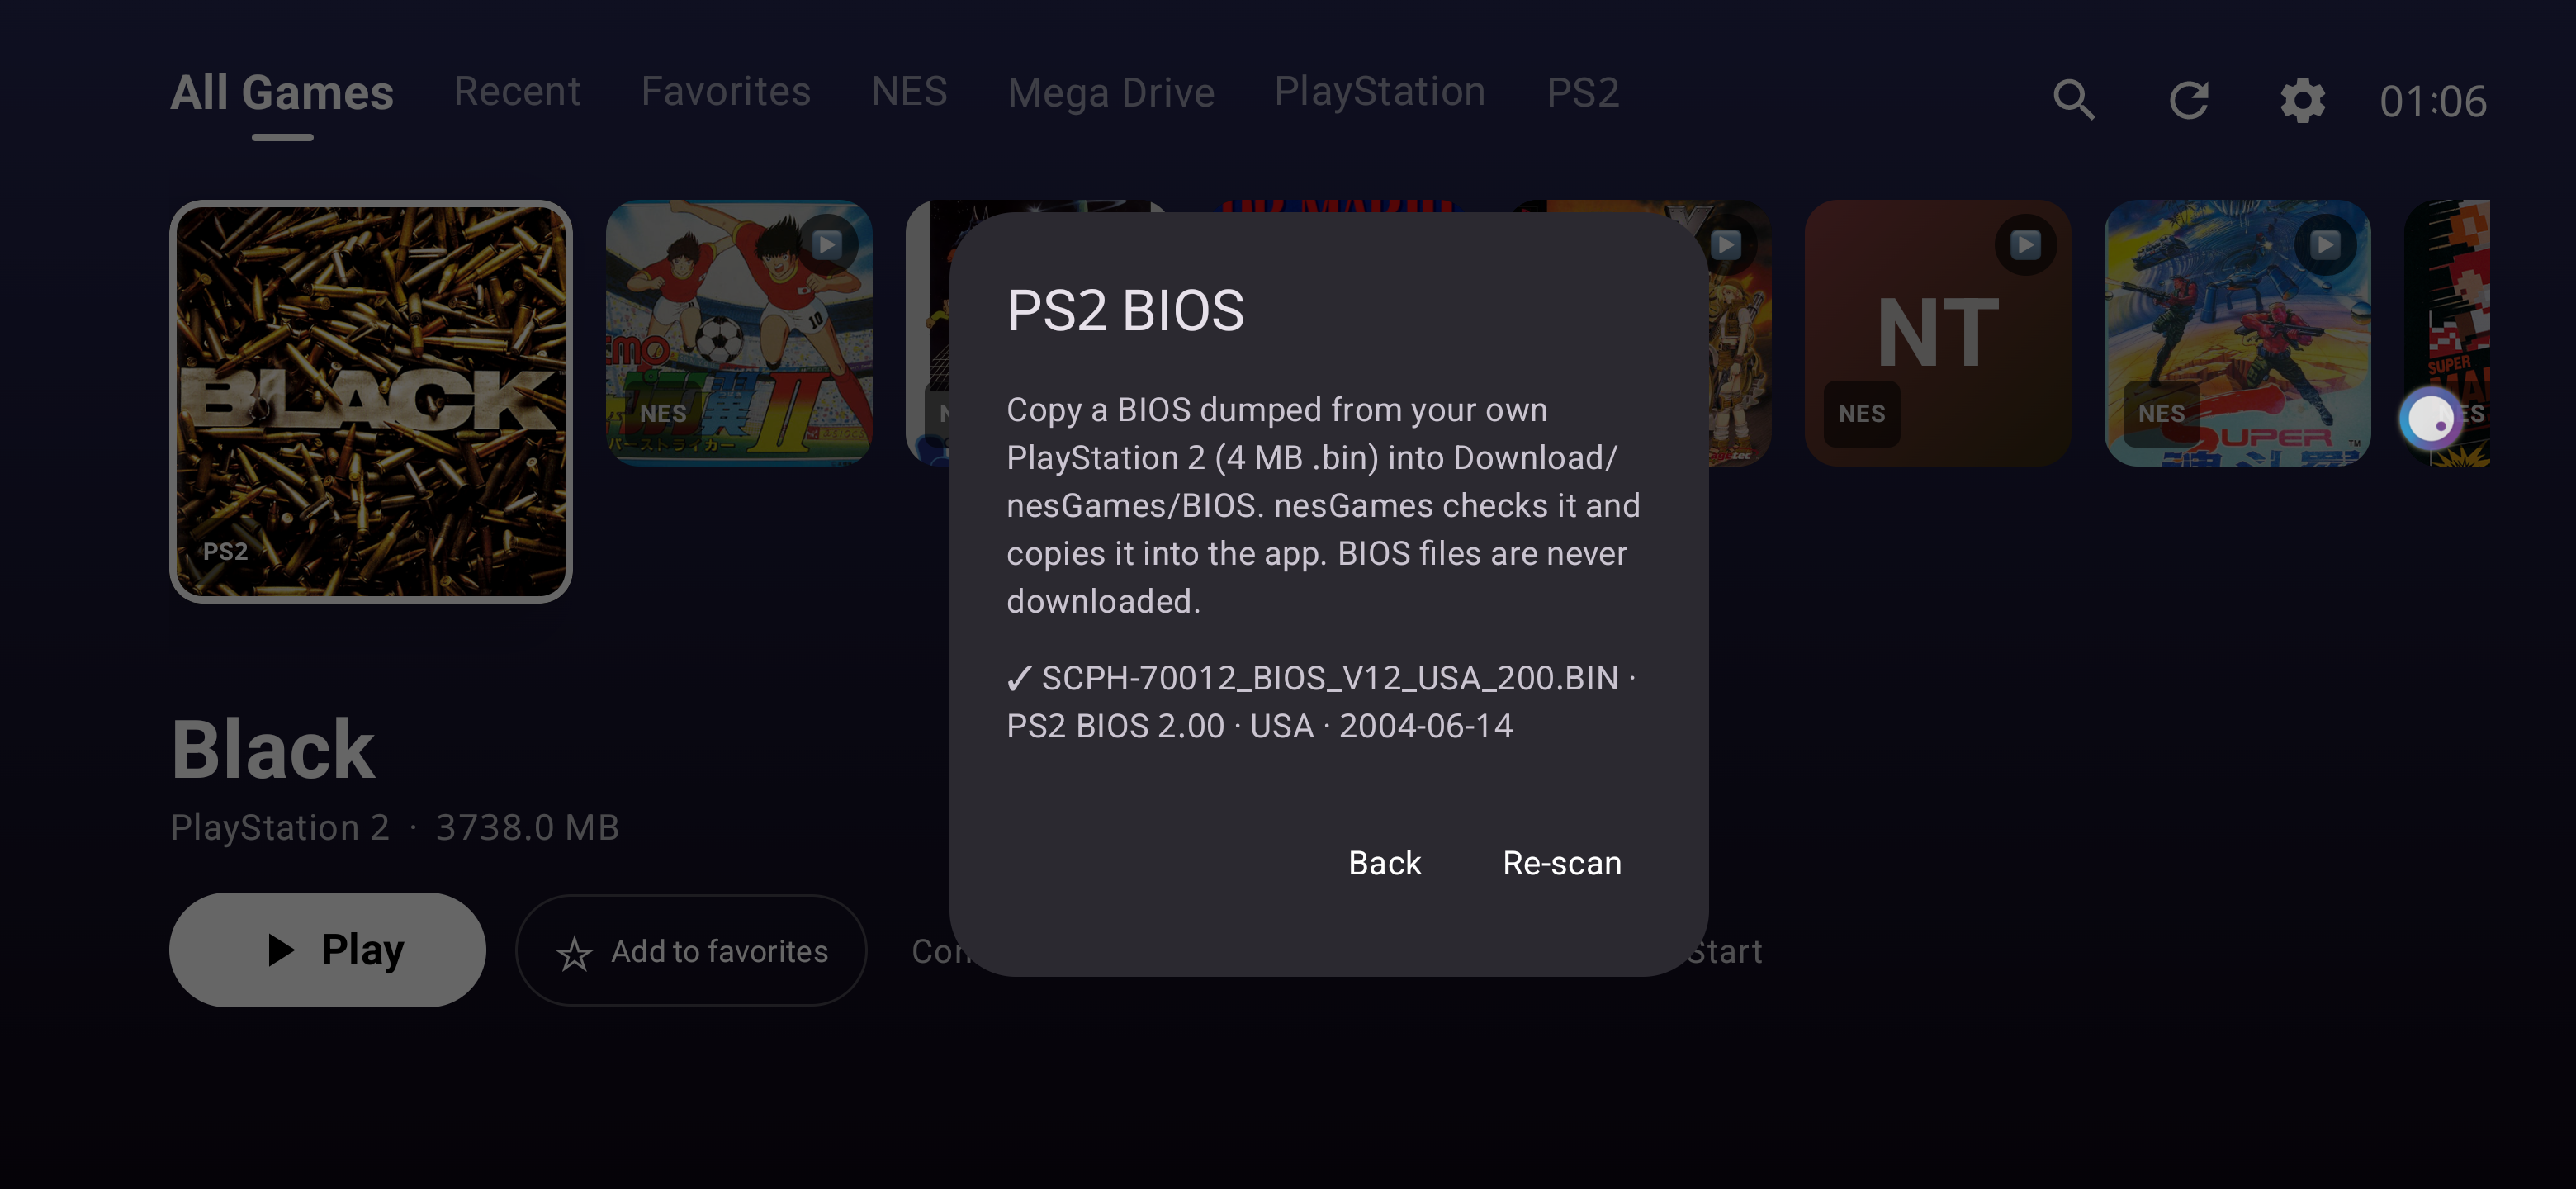 All Games
Recent
Favorites
NES
Mega Drive
PlayStation
PS2
01:06
BLACK
PS2
NES
NT
NES
SUPER
™
NES
SUPER
PS2 BIOS
Copy a BIOS dumped from your own
PlayStation 2 (4 MB .bin) into Download/
nesGames/BIOS. nesGames checks it and
copies it into the app. BIOS files are never
downloaded.
✓ SCPH-70012_BIOS_V12_USA_200.BIN ·
PS2 BIOS 2.00 · USA · 2004-06-14
Back
Re-scan
Black
PlayStation 2 · 3738.0 MB
Play
Add to favorites
Start